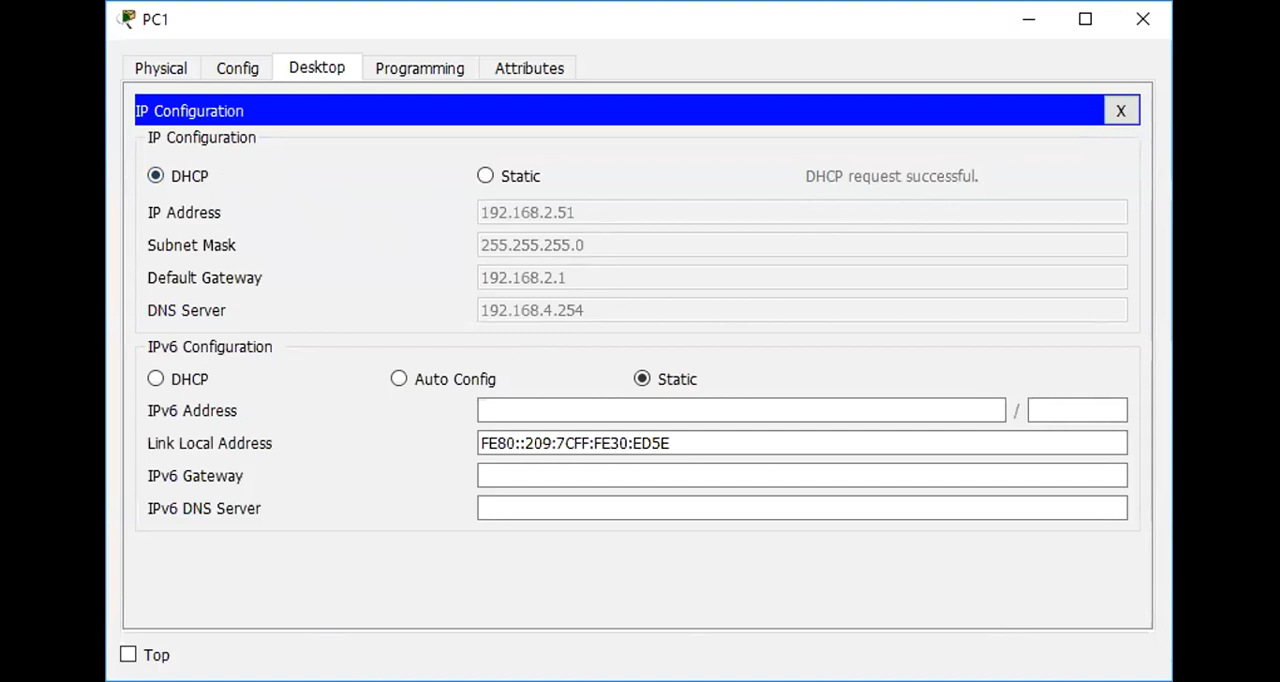 PC1
Physical Config Desktop Programming Attributes
IP Configuration X
IP Configuration
DHCP Static DHCP request successful.
IP Address 192.168.2.51
Subnet Mask 255.255.255.0
Default Gateway 192.168.2.1
DNS Server 192.168.4.254
IPv6 Configuration
DHCP Auto Config Static
IPv6 Address /
Link Local Address FE80::209:7CFF:FE30:ED5E
IPv6 Gateway
IPv6 DNS Server
Top